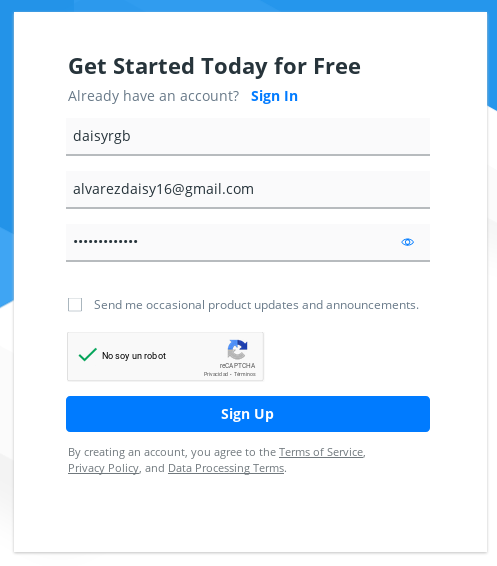 Get Started Today for Free
Already have an account? Sign In
daisyrgb
alvarezdaisy16@gmail.com
•••••••••••••
Send me occasional product updates and announcements.
No soy un robot
reCAPTCHA
Privacidad - Términos
Sign Up
By creating an account, you agree to the Terms of Service,
Privacy Policy, and Data Processing Terms.